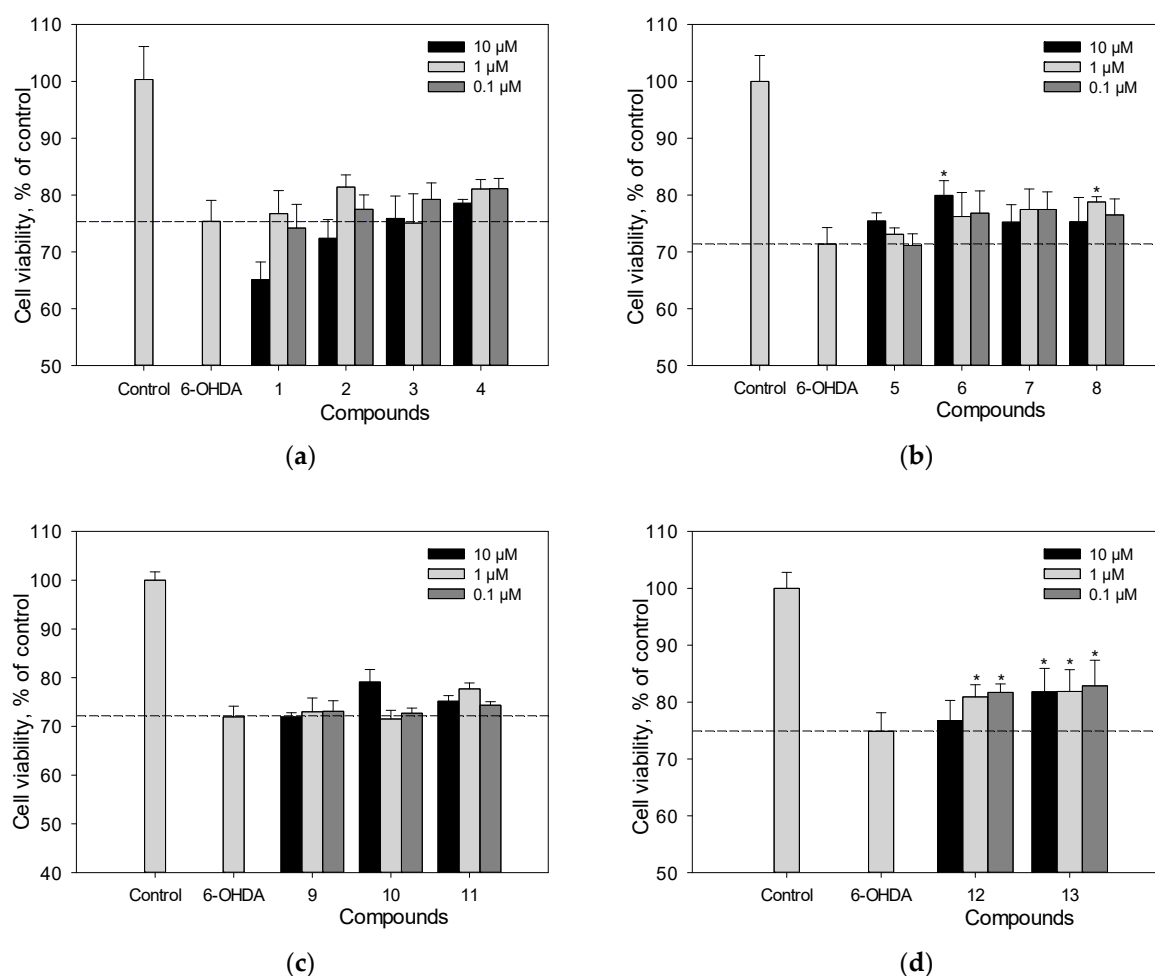 Cell viability, % of control
110
100
90
80
70
60
50
10 µM
1 µM
0.1 µM
Control 6-OHDA 1 2 3 4
Compounds
(a)
Cell viability, % of control
110
100
90
80
70
60
50
10 µM
1 µM
0.1 µM
*
*
Control 6-OHDA 5 6 7 8
Compounds
(b)
Cell viability, % of control
110
100
90
80
70
60
50
40
10 µM
1 µM
0.1 µM
Control 6-OHDA 9 10 11
Compounds
(c)
Cell viability, % of control
110
100
90
80
70
60
50
10 µM
1 µM
0.1 µM
* * * * *
Control 6-OHDA 12 13
Compounds
(d)